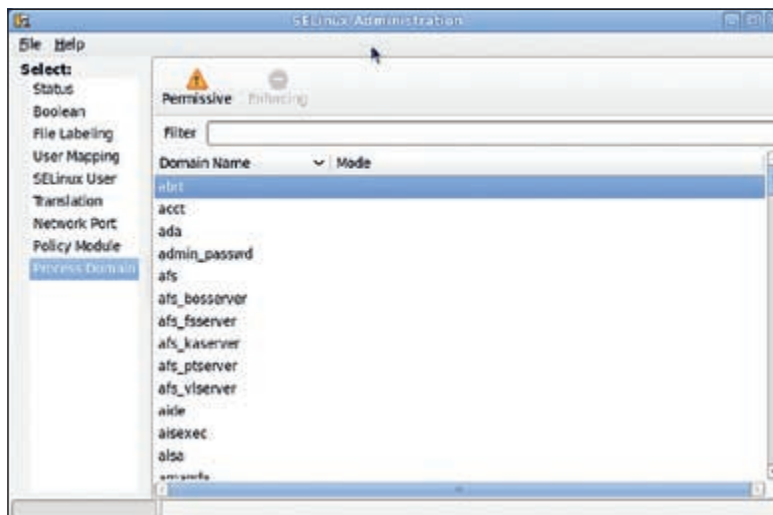 SELinux Administration
File Help
Select:
Status
Boolean
File Labeling
User Mapping
SELinux User
Translation
Network Port
Policy Module
Process Domain
Permissive Enforcing
Filter
Domain Name Mode
abrt
acct
ada
admin_passwd
afs
afs_bosserver
afs_fsserver
afs_kaserver
afs_ptserver
afs_vlserver
aide
aisexec
alsa
amanda